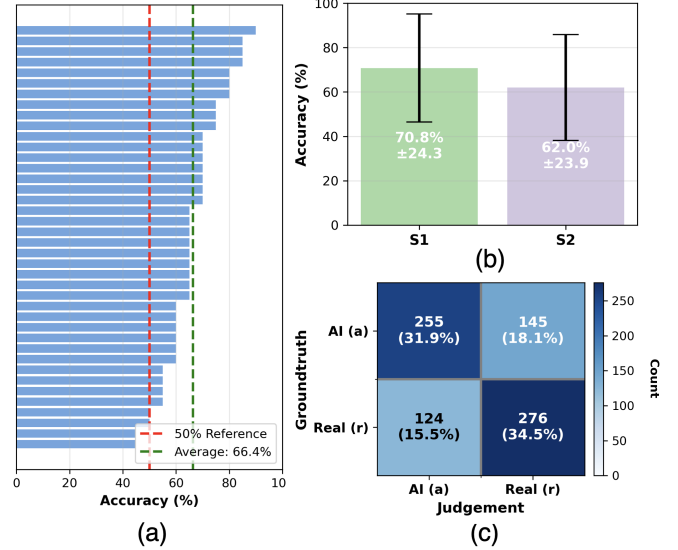 50% Reference
Average: 66.4%
0 20 40 60 80 10
Accuracy (%)
(a)
100
80
60
40
20
0
Accuracy (%)
70.8%
±24.3
62.0%
±23.9
S1 S2
(b)
Groundtruth
AI (a)
Real (r)
255
(31.9%)
145
(18.1%)
124
(15.5%)
276
(34.5%)
AI (a) Real (r)
Judgement
250
200
150
100
50
0
Count
(c)